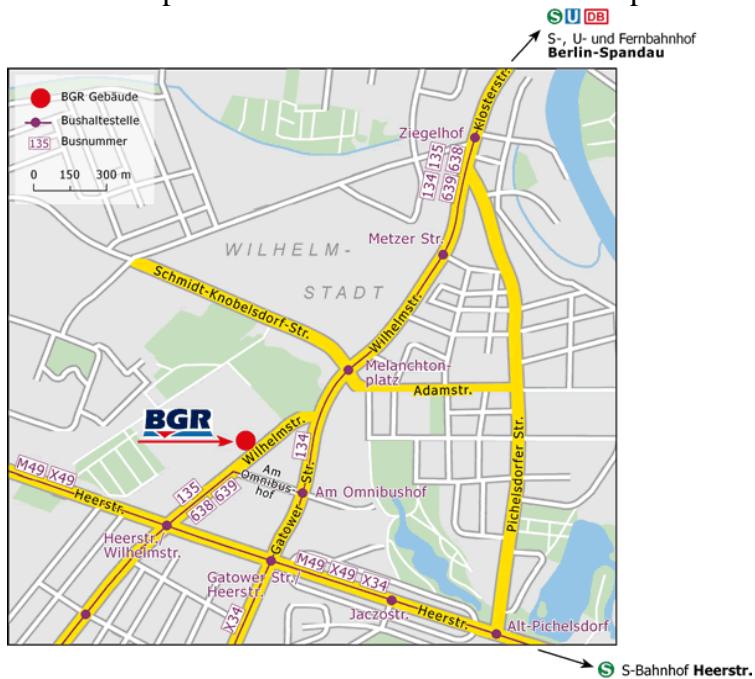 S U DB
S-, U- und Fernbahnhof
Berlin-Spandau
BGR Gebäude
Bushaltestelle
135 Busnummer
0 150 300 m
Klosterstr.
Ziegelhof
134 135
639 638
Metzer Str.
WILHELM-
STADT
Schmidt-Knobelsdorf-Str.
Wilhelmstr.
Melanchton-
platz
Adamstr.
BGR
Wilhelmstr.
134
Am
Omnibus
hof
Am Omnibushof
Gatower Str.
Pichelsdorfer Str.
M49 X49
Heerstr.
135
638 639
Heerstr./
Wilhelmstr.
Gatower Str./
Heerstr.
M49 X49 X34
X34
Jaczostr.
Heerstr.
Alt-Pichelsdorf
S S-Bahnhof Heerstr.